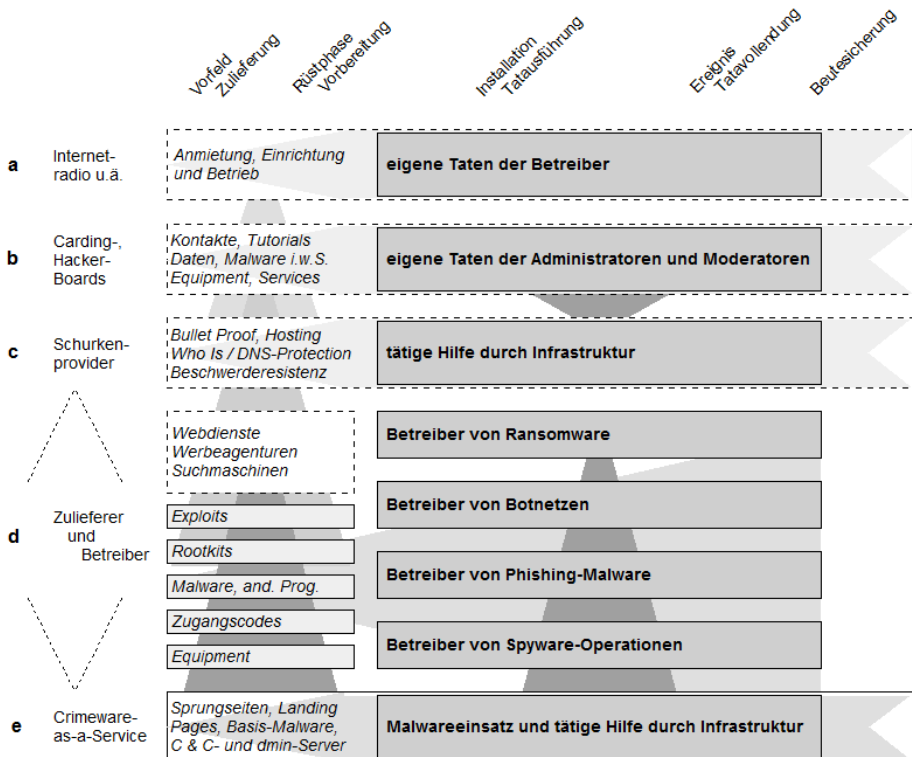 Vorfeld
Zulieferung
Rüstphase
Vorbereitung
Installation
Tatausführung
Ereignis
Tatavollendung
Beutesicherung
a
Internet-
radio u.ä.
Anmietung, Einrichtung
und Betrieb
eigene Taten der Betreiber
b
Carding-,
Hacker-
Boards
Kontakte, Tutorials
Daten, Malware i.w.S.
Equipment, Services
eigene Taten der Administratoren und Moderatoren
c
Schurken-
provider
Bullet Proof, Hosting
Who Is / DNS-Protection
Beschwerderesistenz
tätige Hilfe durch Infrastruktur
d
Zulieferer
und
Betreiber
Webdienste
Werbeagenturen
Suchmaschinen
Exploits
Rootkits
Malware, and. Prog.
Zugangscodes
Equipment
Betreiber von Ransomware
Betreiber von Botnetzen
Betreiber von Phishing-Malware
Betreiber von Spyware-Operationen
e
Crimeware-
as-a-Service
Sprungseiten, Landing
Pages, Basis-Malware,
C & C- und dmin-Server
Malwareeinsatz und tätige Hilfe durch Infrastruktur